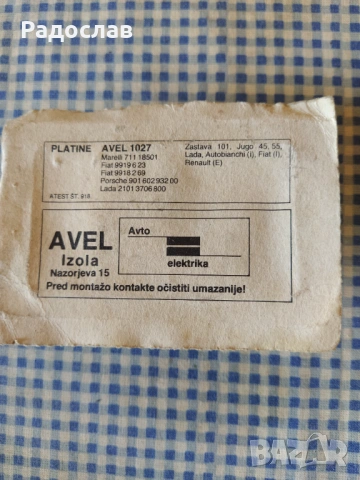 Радослав
PLATINE AVEL 1027
Marelli 711 18501
Fiat 9919 6 23
Fiat 9918 2 69
Porsche 901 602 932 00
Lada 2101 3706 800
ATEST ŠT.
Zastava 101, Jugo 45, 55,
Lada, Autobianchi (I), Fiat (I),
Renault (E)
AVEL
Izola
Nazorjeva 15
Avto
elektrika
Pred montažo kontakte očistiti umazanije!
BAZAR